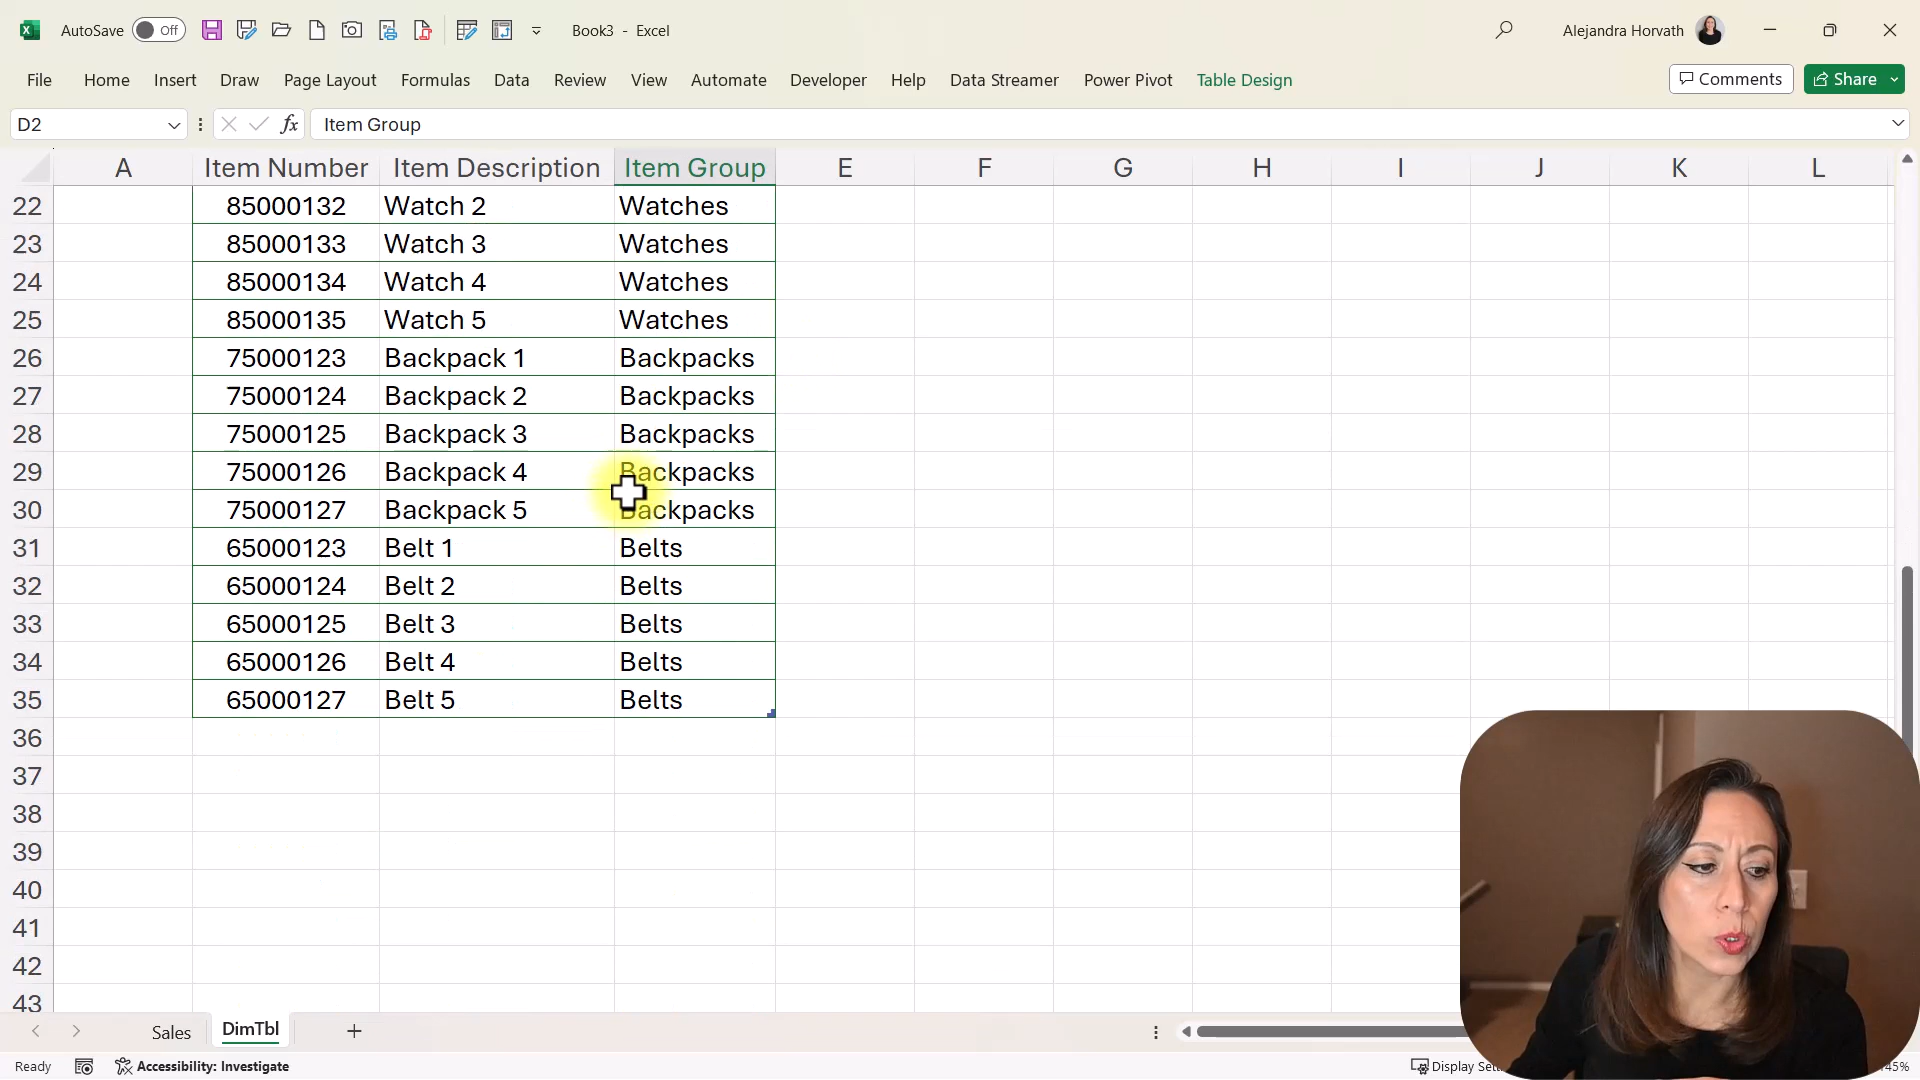 AutoSave Off Book3 - Excel Alejandra Horvath
File Home Insert Draw Page Layout Formulas Data Review View Automate Developer Help Data Streamer Power Pivot Table Design Comments Share
D2 fx Item Group
A Item Number Item Description Item Group E F G H I J K L
22 85000132 Watch 2 Watches
23 85000133 Watch 3 Watches
24 85000134 Watch 4 Watches
25 85000135 Watch 5 Watches
26 75000123 Backpack 1 Backpacks
27 75000124 Backpack 2 Backpacks
28 75000125 Backpack 3 Backpacks
29 75000126 Backpack 4 Backpacks
30 75000127 Backpack 5 Backpacks
31 65000123 Belt 1 Belts
32 65000124 Belt 2 Belts
33 65000125 Belt 3 Belts
34 65000126 Belt 4 Belts
35 65000127 Belt 5 Belts
36
37
38
39
40
41
42
43
Sales DimTbl
Ready Accessibility: Investigate Display 45%